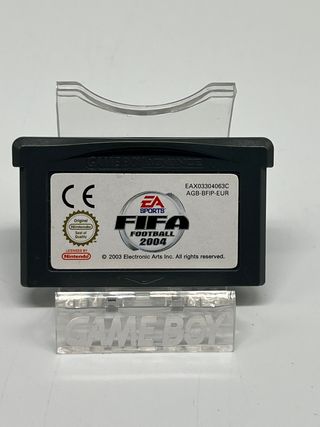 GAME BOY ADVANCE
CE
EAX03304063C
AGB-BFIP-EUR
Original
Nintendo
Seal of
Quality
LICENSED BY
Nintendo
EA
SPORTS
FIFA
FOOTBALL
2004
© 2003 Electronic Arts Inc. All rights reserved.
GAME BOY